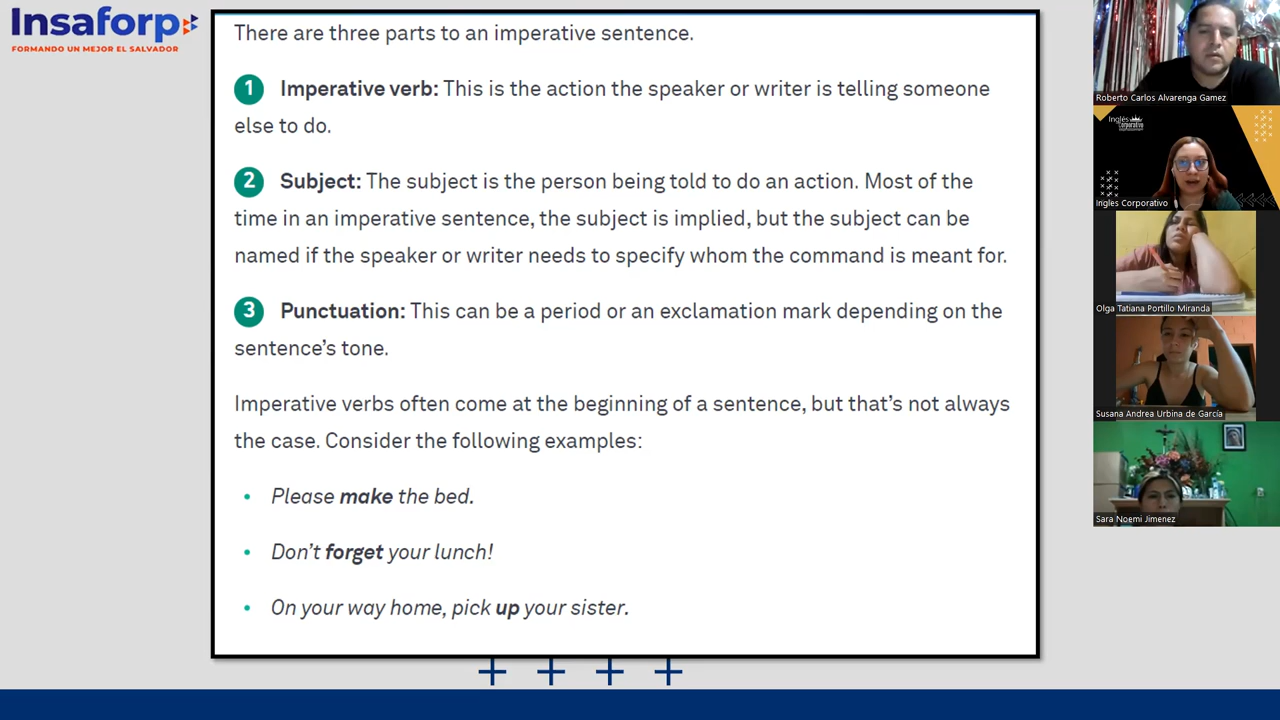 Insaforp
FORMANDO UN MEJOR EL SALVADOR
There are three parts to an imperative sentence.
1 Imperative verb: This is the action the speaker or writer is telling someone
else to do.
2 Subject: The subject is the person being told to do an action. Most of the
time in an imperative sentence, the subject is implied, but the subject can be
named if the speaker or writer needs to specify whom the command is meant for.
3 Punctuation: This can be a period or an exclamation mark depending on the
sentence's tone.
Imperative verbs often come at the beginning of a sentence, but that's not always
the case. Consider the following examples:
• Please make the bed.
• Don't forget your lunch!
• On your way home, pick up your sister.
Roberto Carlos Alvarenga Gamez
Inglés
Corporativo
Ingles Corporativo
Olga Tatiana Portillo Miranda
Susana Andrea Urbina de García
Sara Noemi Jimenez